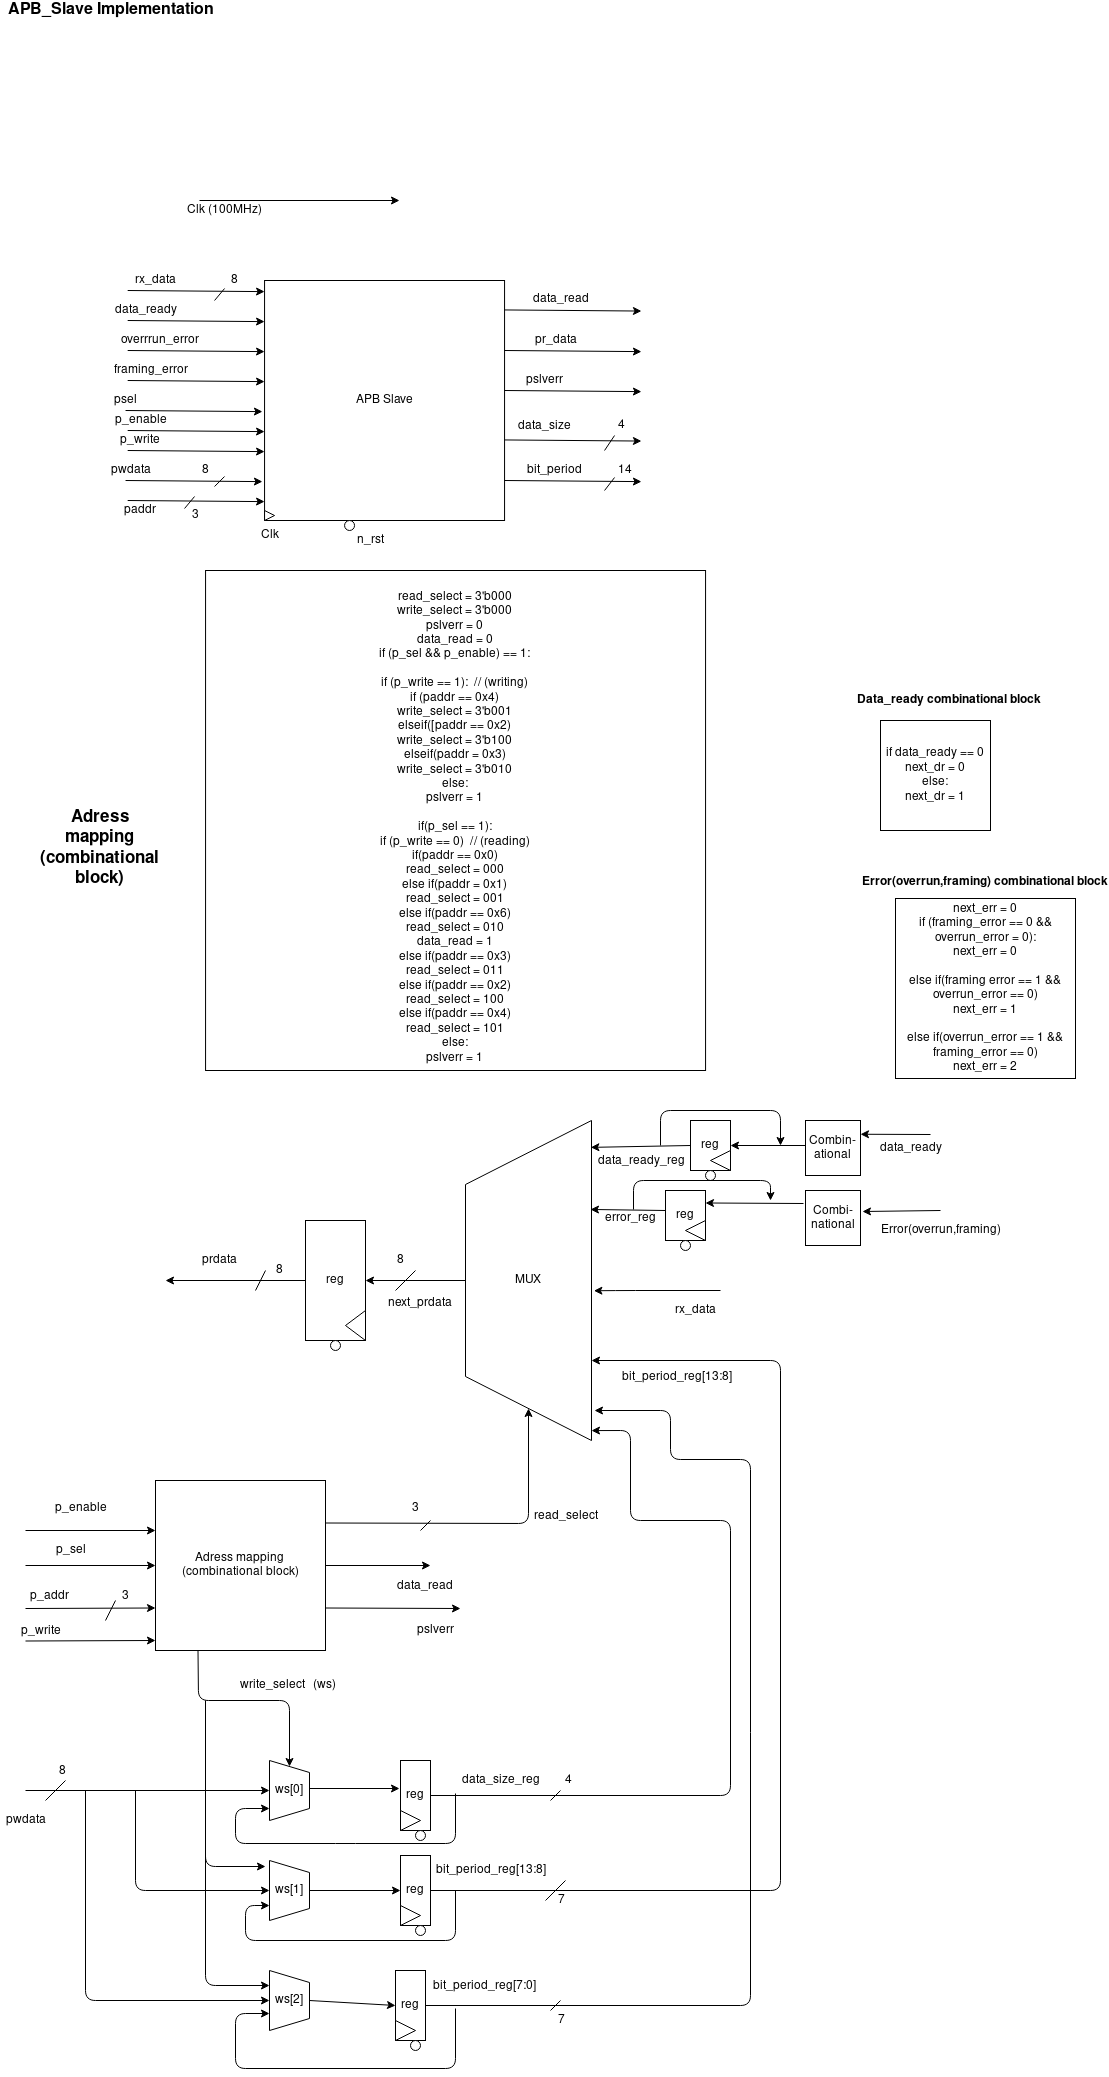 APB_Slave Implementation
Clk (100MHz)
rx_data
8
data_ready
overrrun_error
framing_error
psel
p_enable
p_write
pwdata
8
paddr
3
APB Slave
Clk
n_rst
data_read
pr_data
pslverr
data_size
4
bit_period
14
Adress
mapping
(combinational
block)
read_select = 3'b000
write_select = 3'b000
pslverr = 0
data_read = 0
if (p_sel && p_enable) == 1:
if (p_write == 1): // (writing)
if (paddr == 0x4)
write_select = 3'b001
elseif([paddr == 0x2)
write_select = 3'b100
elseif(paddr = 0x3)
write_select = 3'b010
else:
pslverr = 1
if(p_sel == 1):
if (p_write == 0) // (reading)
if(paddr == 0x0)
read_select = 000
else if(paddr = 0x1)
read_select = 001
else if(paddr == 0x6)
read_select = 010
data_read = 1
else if(paddr == 0x3)
read_select = 011
else if(paddr == 0x2)
read_select = 100
else if(paddr == 0x4)
read_select = 101
else:
pslverr = 1
Data_ready combinational block
if data_ready == 0
next_dr = 0
else:
next_dr = 1
Error(overrun,framing) combinational block
next_err = 0
if (framing_error == 0 &&
overrun_error = 0):
next_err = 0
else if(framing error == 1 &&
overrun_error == 0)
next_err = 1
else if(overrun_error == 1 &&
framing_error == 0)
next_err = 2
reg
data_ready_reg
Combin-
ational
data_ready
reg
error_reg
Combi-
national
Error(overrun,framing)
prdata
8
reg
8
next_prdata
MUX
rx_data
bit_period_reg[13:8]
p_enable
p_sel
p_addr
3
p_write
Adress mapping
(combinational block)
3
read_select
data_read
pslverr
write_select (ws)
8
pwdata
ws[0]
reg
data_size_reg
4
ws[1]
reg
bit_period_reg[13:8]
7
ws[2]
reg
bit_period_reg[7:0]
7